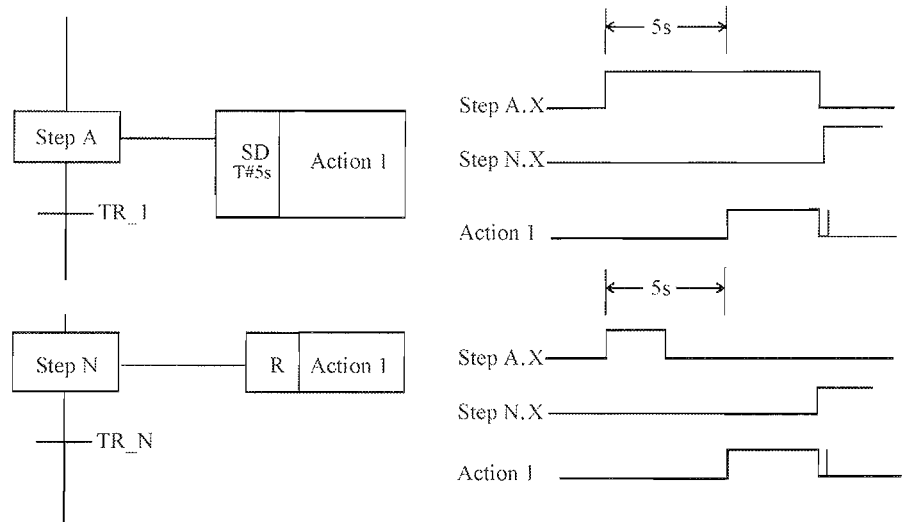 Step A
SD
T#5s
Action 1
TR_1
Step N
R
Action 1
TR_N
5s
Step A.X
Step N.X
Action 1
5s
Step A.X
Step N.X
Action 1